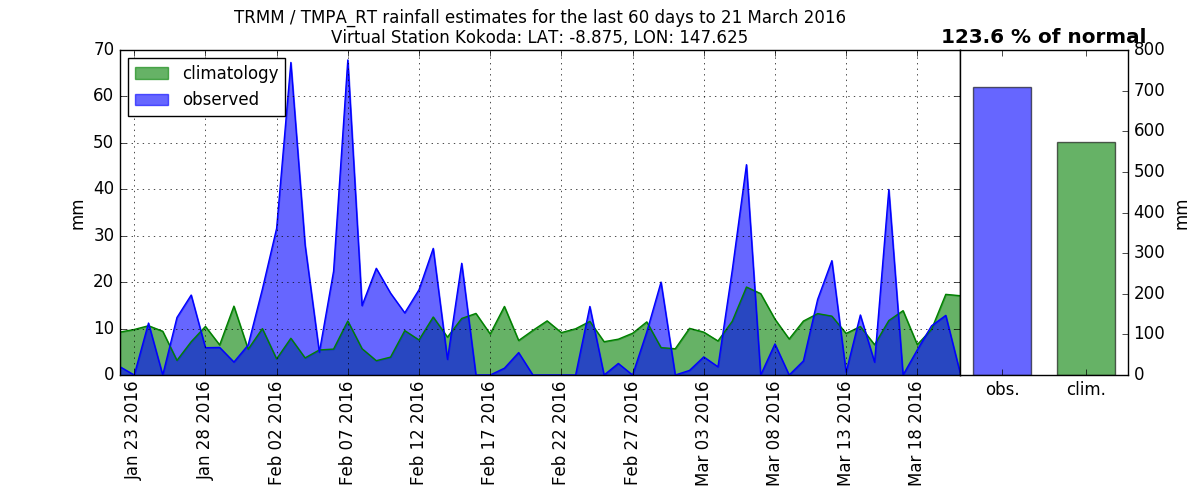 TRMM / TMPA_RT rainfall estimates for the last 60 days to 21 March 2016
Virtual Station Kokoda: LAT: -8.875, LON: 147.625
123.6 % of normal
climatology
observed
70
60
50
40
30
20
10
0
mm
Jan 23 2016
Jan 28 2016
Feb 02 2016
Feb 07 2016
Feb 12 2016
Feb 17 2016
Feb 22 2016
Feb 27 2016
Mar 03 2016
Mar 08 2016
Mar 13 2016
Mar 18 2016
800
700
600
500
400
300
200
100
0
mm
obs.
clim.